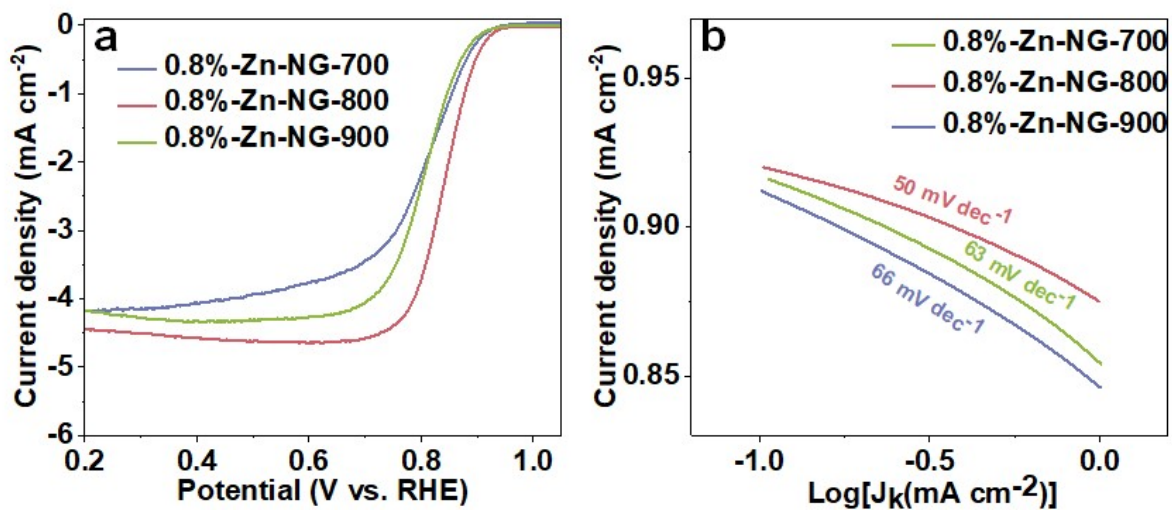 a
0.8%-Zn-NG-700
0.8%-Zn-NG-800
0.8%-Zn-NG-900
0
-1
-2
-3
-4
-5
-6
0.2
0.4
0.6
0.8
1.0
Current density (mA cm-2)
Potential (V vs. RHE)
b
0.8%-Zn-NG-700
0.8%-Zn-NG-800
0.8%-Zn-NG-900
50 mV dec-1
63 mV dec-1
66 mV dec-1
0.95
0.90
0.85
-1.0
-0.5
0.0
Current density (mA cm-2)
Log[Jk(mA cm-2)]